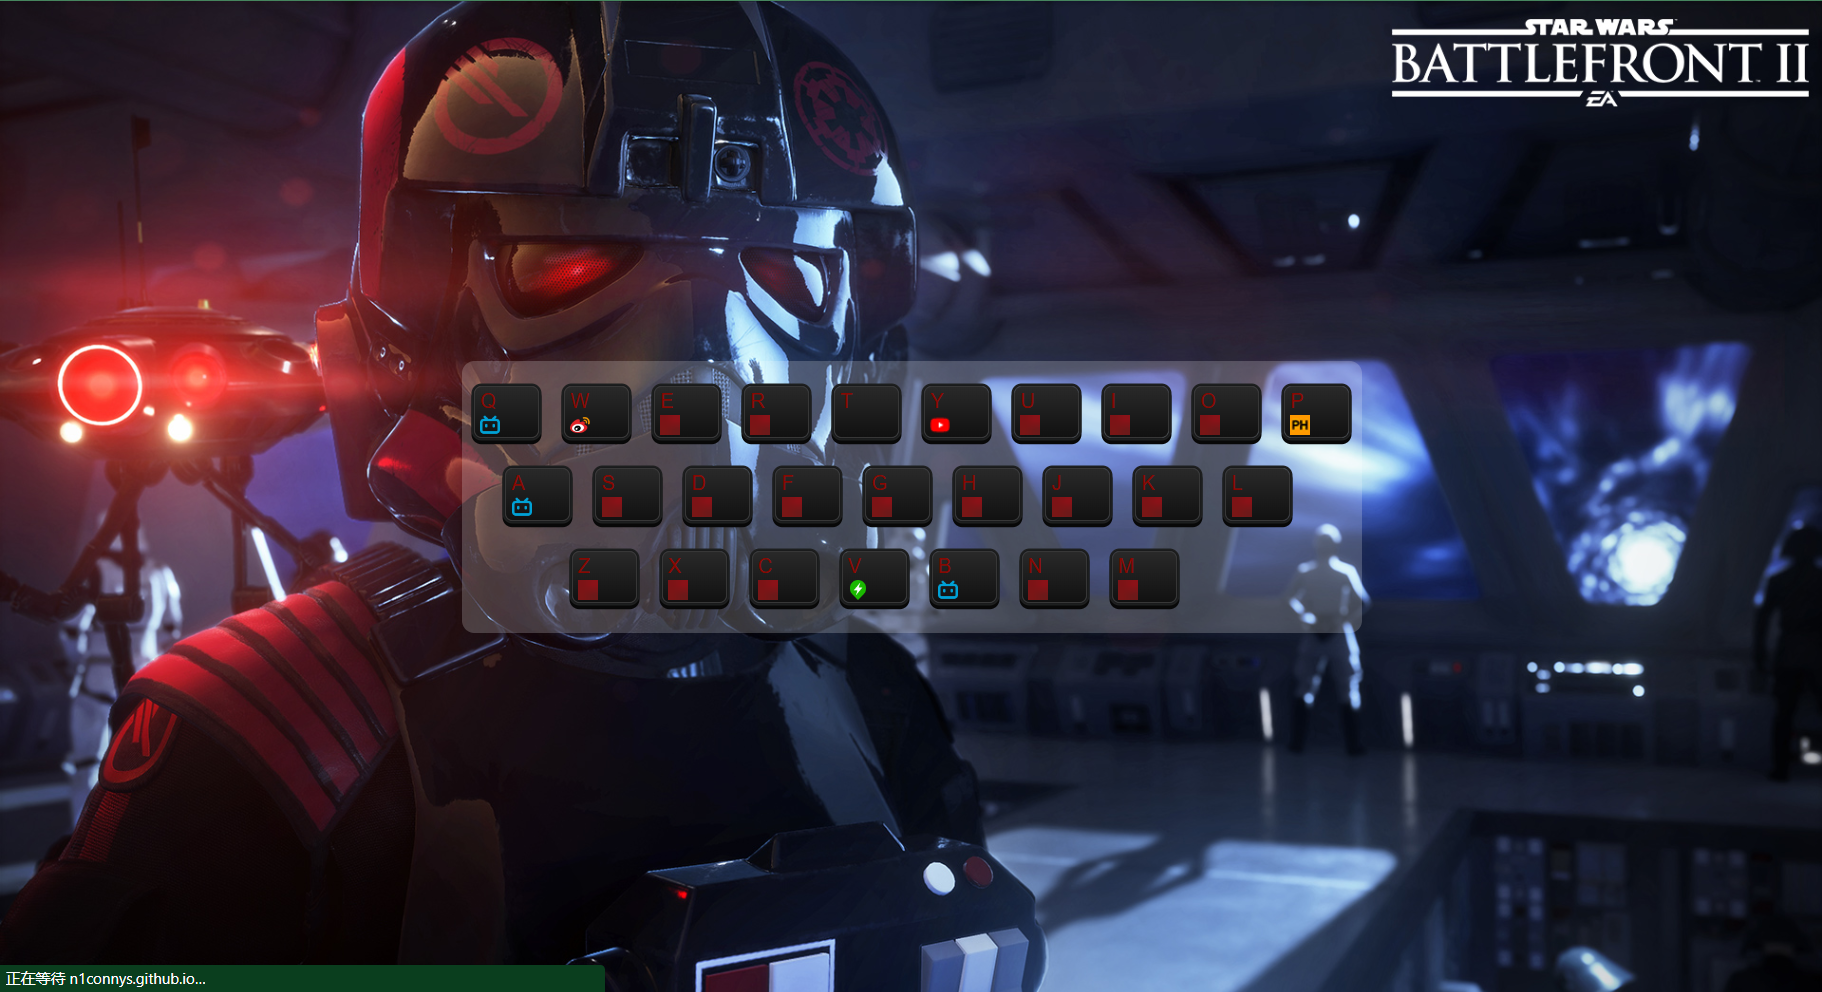 STAR WARS
BATTLEFRONT II
EA
Q W E R T Y U I O P
PH
A S D F G H J K L
Z X C V B N M
正在等待 n1connys.github.io...